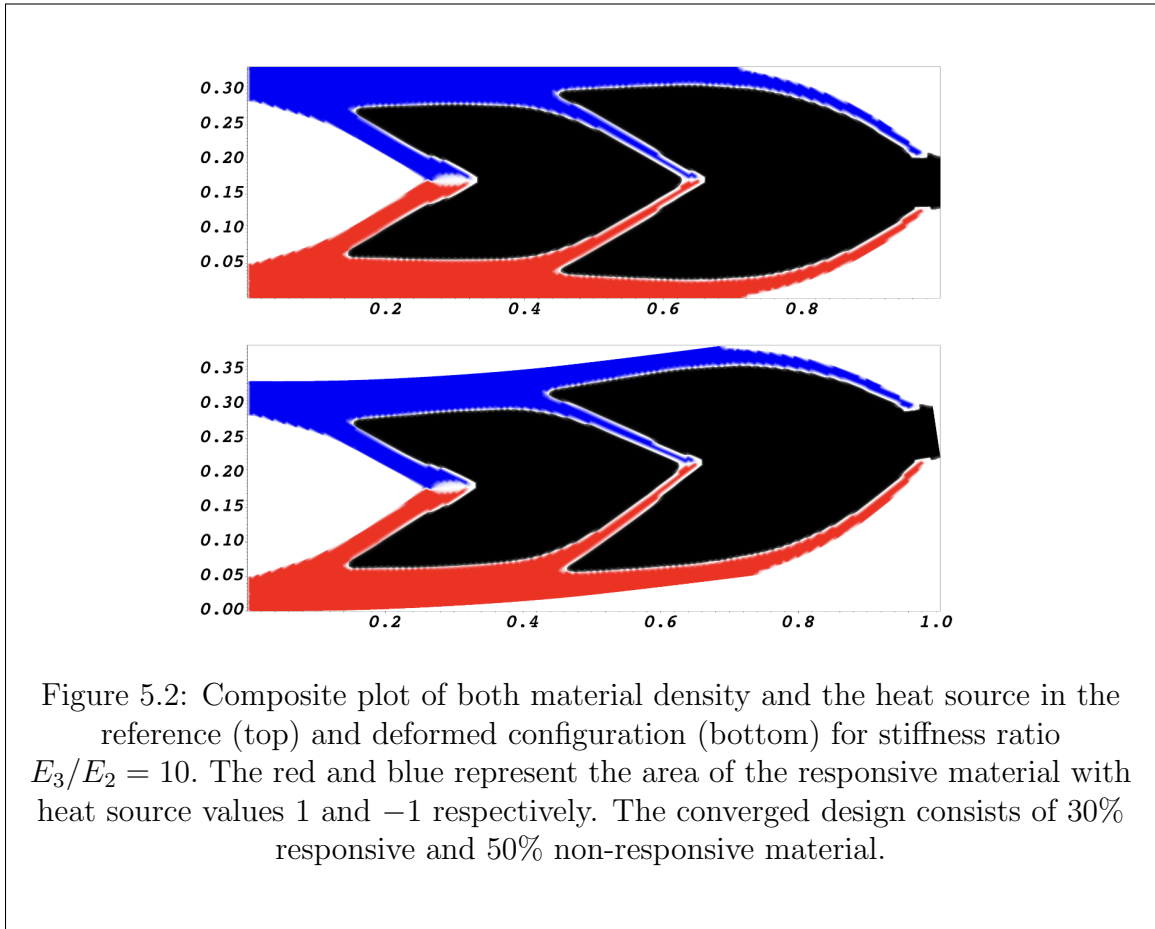 0.30
0.25
0.20
0.15
0.10
0.05
0.2 0.4 0.6 0.8
0.35
0.30
0.25
0.20
0.15
0.10
0.05
0.00
0.2 0.4 0.6 0.8 1.0
Figure 5.2: Composite plot of both material density and the heat source in the
reference (top) and deformed configuration (bottom) for stiffness ratio
E₃/E₂ = 10. The red and blue represent the area of the responsive material with
heat source values 1 and −1 respectively. The converged design consists of 30%
responsive and 50% non-responsive material.